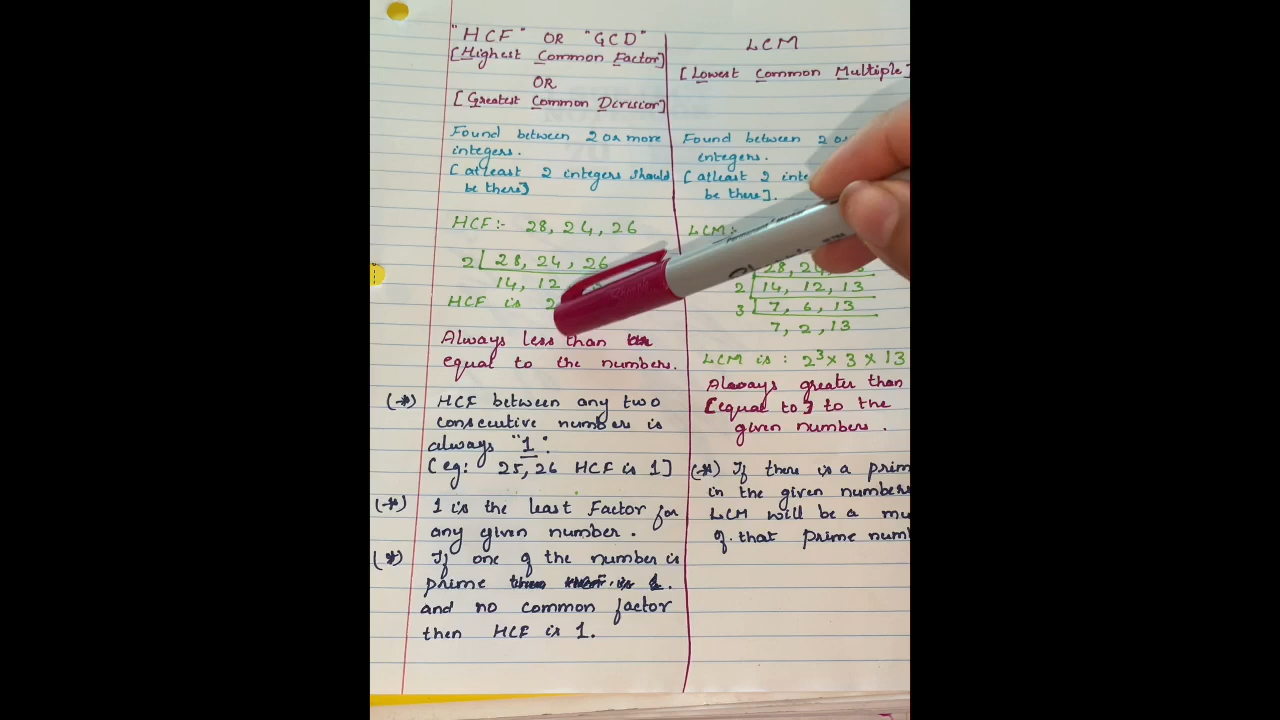 "HCF" OR "GCD"
[Highest Common Factor]
OR
[Greatest Common Division]
Found between 2 or more
integers.
[atleast 2 integers should
be there]
HCF:- 28, 24, 26
2 28, 24, 26
14, 12
HCF is 2
Always less than
equal to the numbers.
(*) HCF between any two
consecutive number is
always "1".
[eg: 25, 26 HCF is 1]
(*) 1 is the least Factor for
any given number.
(*) If one of the number is
prime
and no common factor
then HCF is 1.
LCM
[Lowest Common Multiple]
Found between 2 or
integers.
[atleast 2
be there].
LCM:-
28, 24,
2 14, 12, 13
3 7, 6, 13
7, 2, 13
LCM is : 2³ x 3 x 13
Always greater than
[equal to] to the
given numbers.
(*) If there is a
in the given numbers
LCM will be a
of that prime